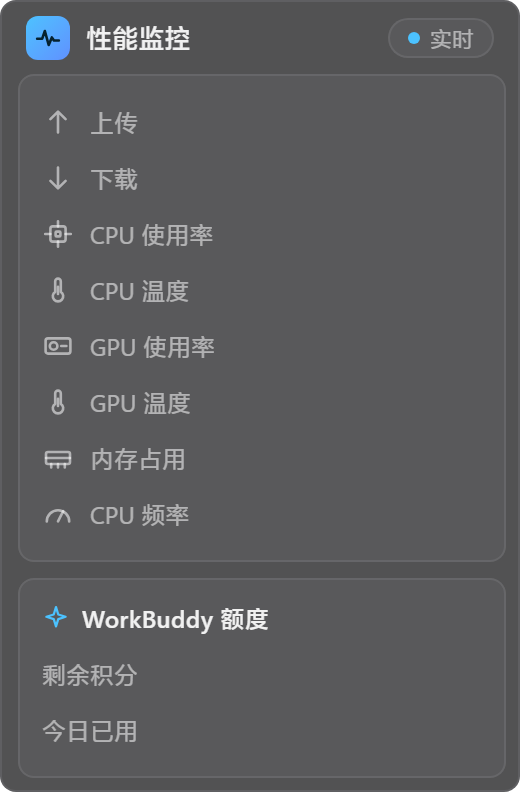 性能监控
实时
上传
下载
CPU 使用率
CPU 温度
GPU 使用率
GPU 温度
内存占用
CPU 频率
WorkBuddy 额度
剩余积分
今日已用